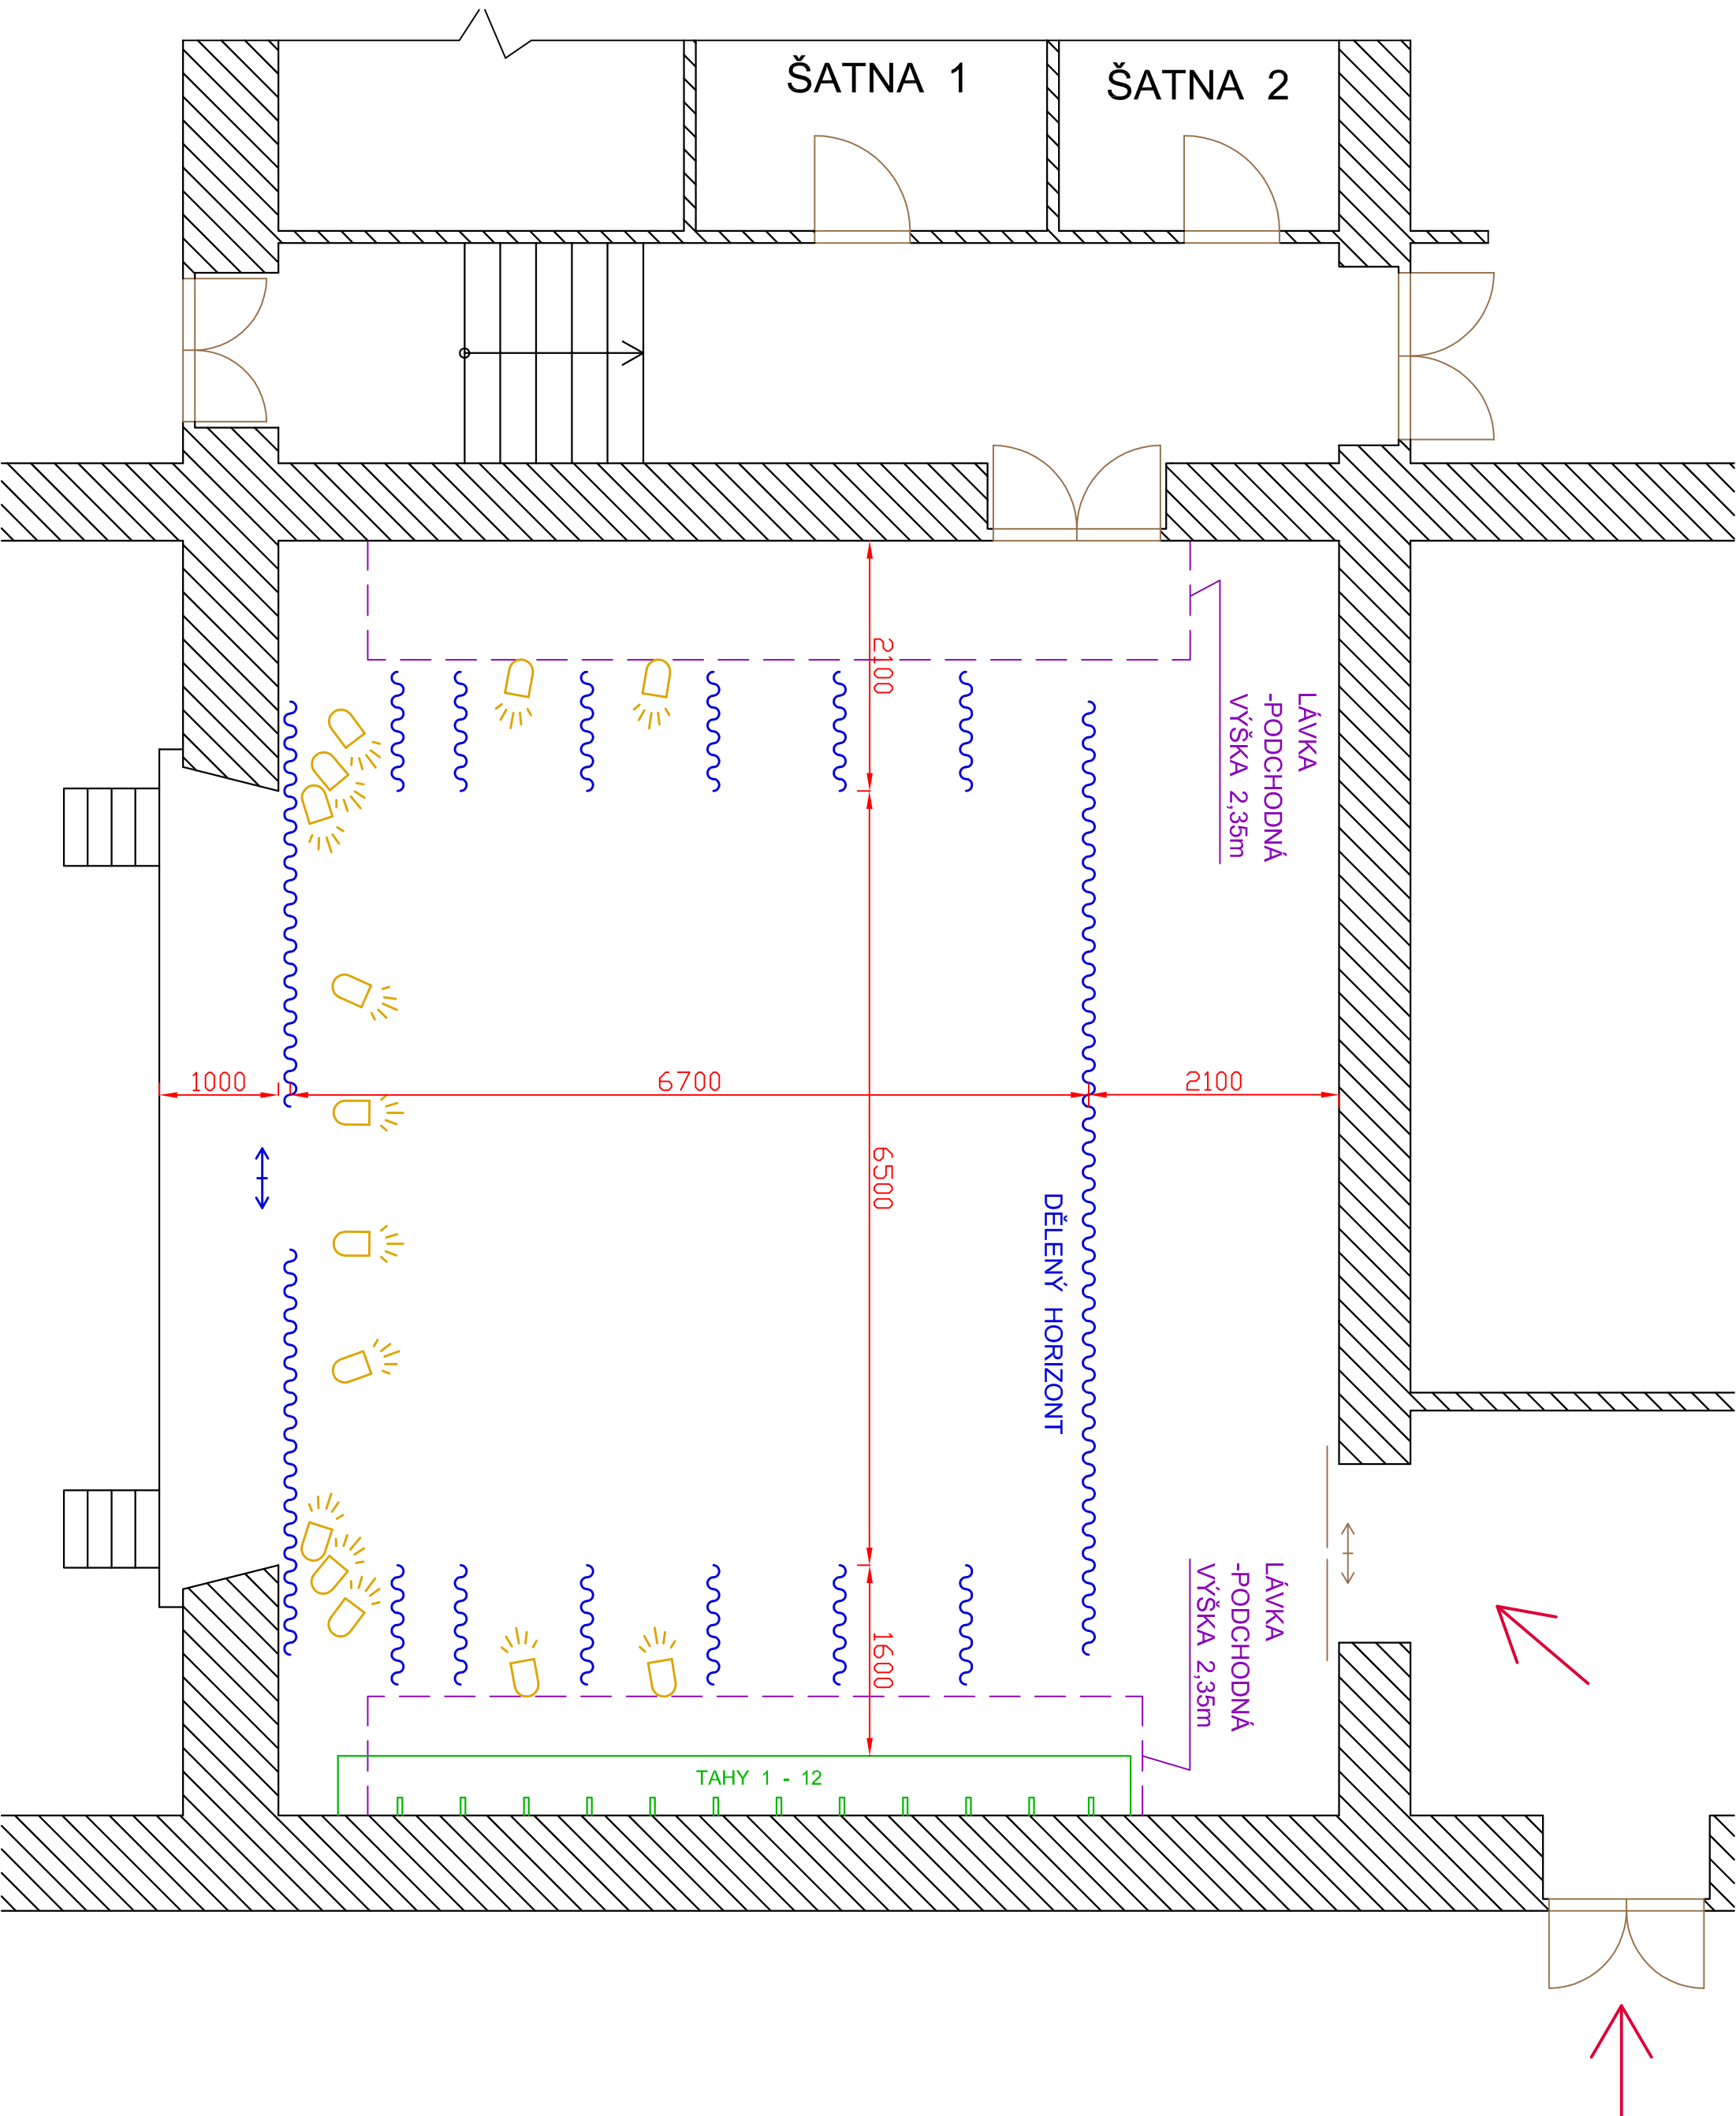 ŠATNA 1
ŠATNA 2
2100
LÁVKA
-PODCHODNÁ
VÝŠKA 2,35m
1000
6700
2100
6500
DĚLENÝ HORIZONT
LÁVKA
-PODCHODNÁ
VÝŠKA 2,35m
1600
TAHY 1 - 12